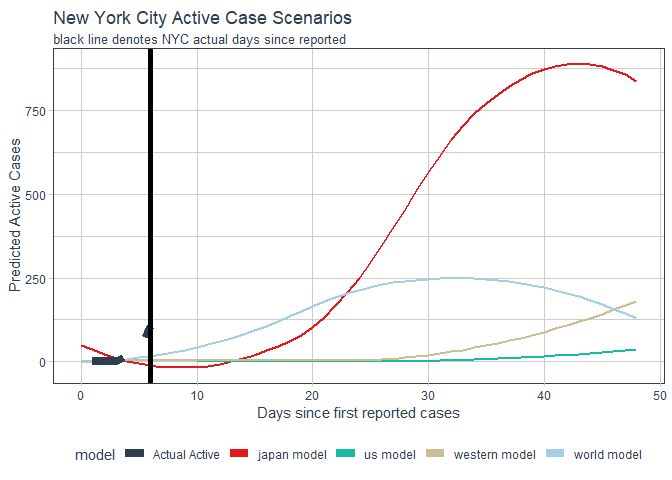 New York City Active Case Scenarios
black line denotes NYC actual days since reported
Predicted Active Cases
750
500
250
0
0 10 20 30 40 50
Days since first reported cases
model Actual Active japan model us model western model world model